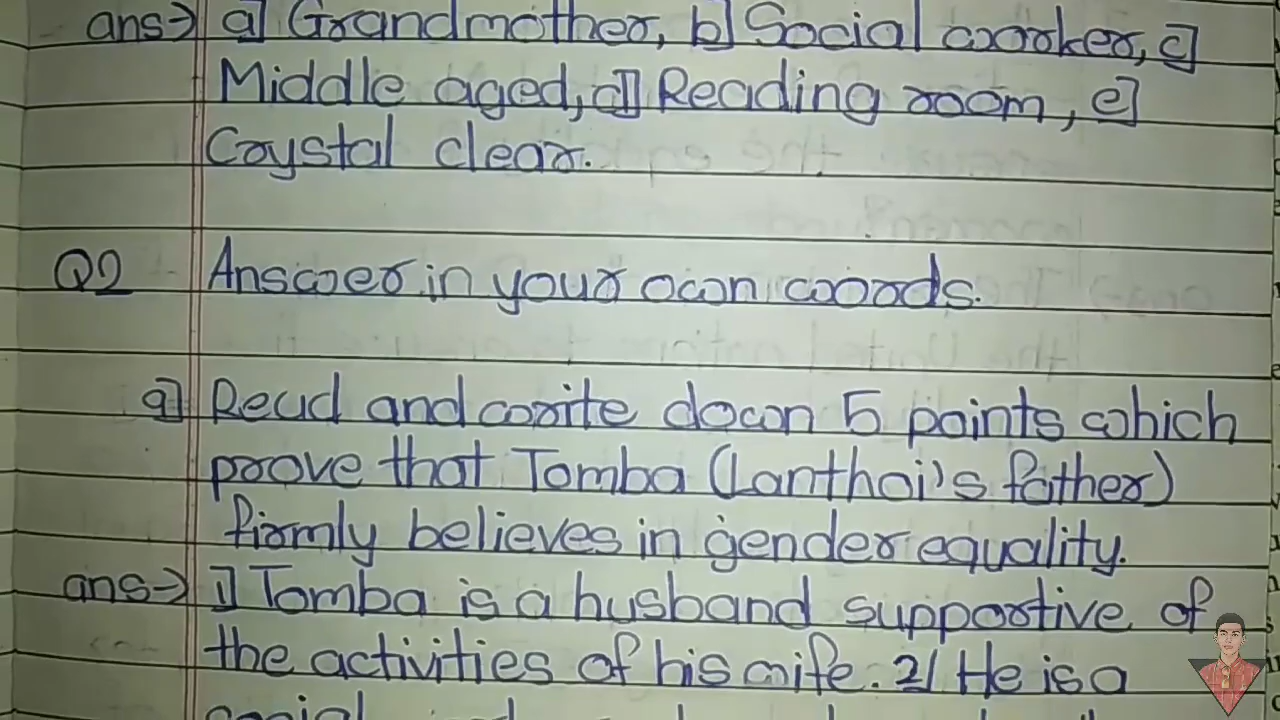 ans→ a] Grandmother, b] Social worker, c]
Middle aged, d] Reading room, e]
Crystal clear.
Q2 Answer in your own words.
a] Read and write down 5 points which
prove that Tomba (Lanthoi's father)
firmly believes in gender equality.
ans→ 1] Tomba is a husband supportive of
the activities of his wife. 2] He is a
social